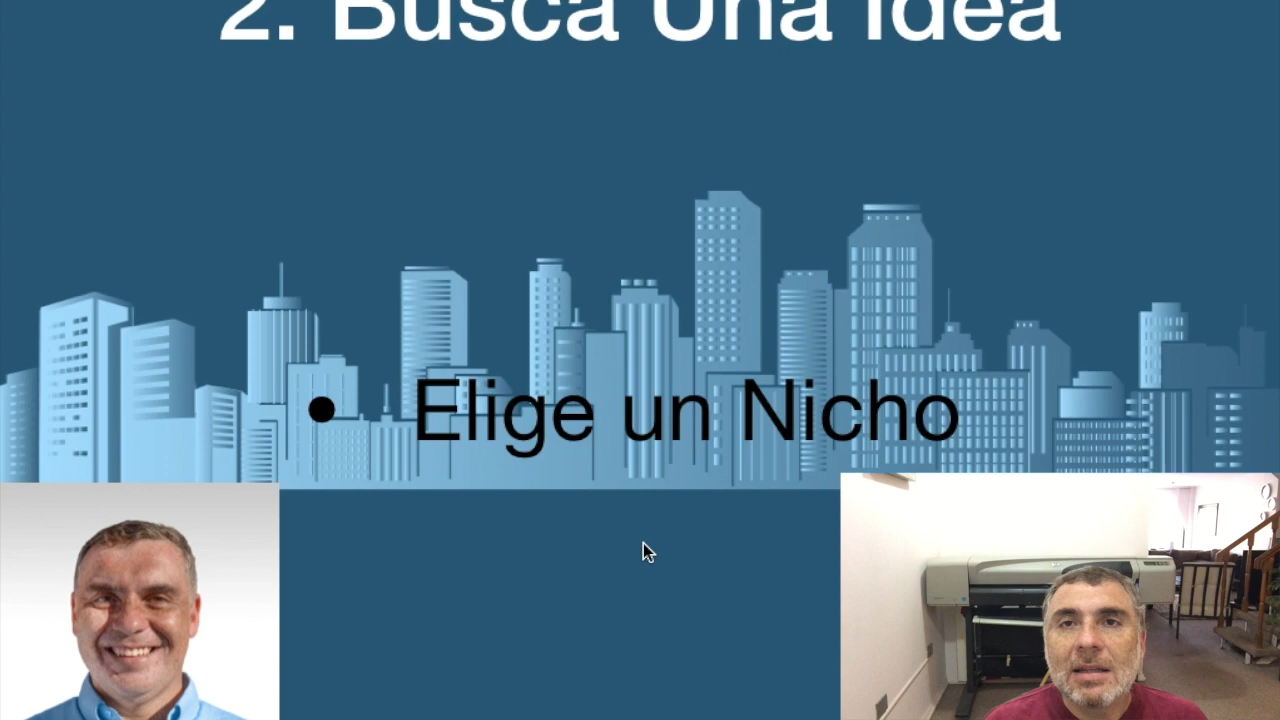 2. Busca Una Idea
• Elige un Nicho